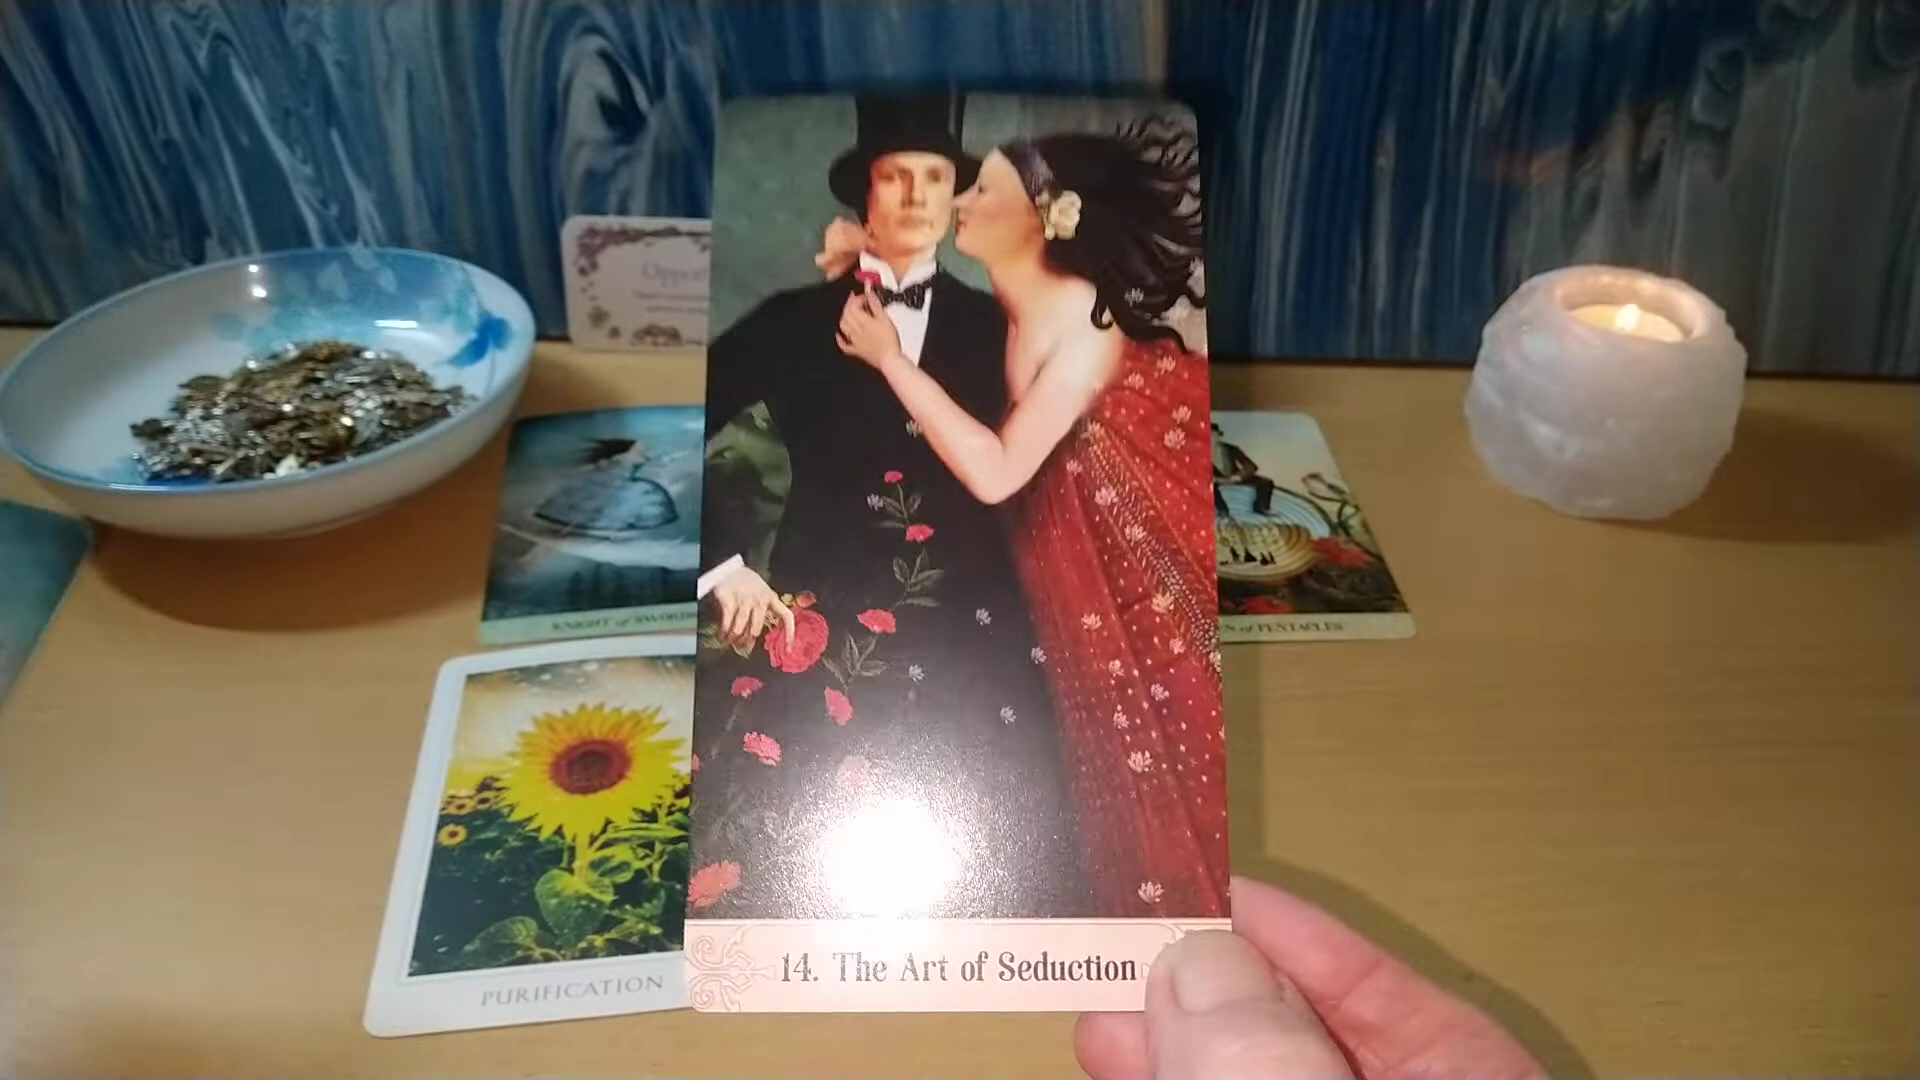 KNIGHT of SWORDS
of PENTACLES
PURIFICATION
14. The Art of Seduction